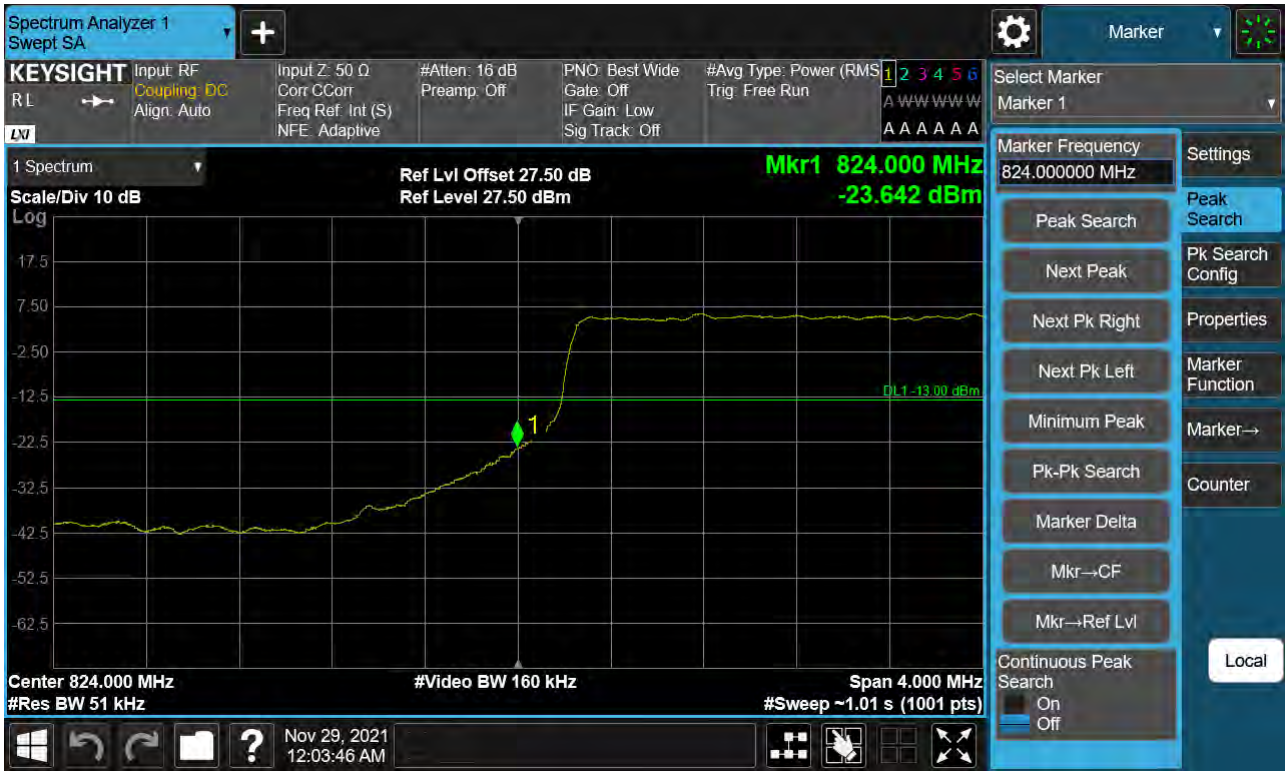 Spectrum Analyzer 1
Swept SA
+
Marker
KEYSIGHT
RL
LXI
Input: RF
Coupling: DC
Align: Auto
Input Z: 50 Ω
Corr CCorr
Freq Ref: Int (S)
NFE: Adaptive
#Atten: 16 dB
Preamp: Off
PNO: Best Wide
Gate: Off
IF Gain: Low
Sig Track: Off
#Avg Type: Power (RMS
Trig: Free Run
1 2 3 4 5 6
A W W W W W
A A A A A A
Select Marker
Marker 1
1 Spectrum
Scale/Div 10 dB
Log
Ref Lvl Offset 27.50 dB
Ref Level 27.50 dBm
Mkr1 824.000 MHz
-23.642 dBm
17.5
7.50
-2.50
-12.5
-22.5
-32.5
-42.5
-52.5
-62.5
DL1 -13.00 dBm
1
Center 824.000 MHz
#Res BW 51 kHz
#Video BW 160 kHz
Span 4.000 MHz
#Sweep ~1.01 s (1001 pts)
Marker Frequency
824.000000 MHz
Peak Search
Next Peak
Next Pk Right
Next Pk Left
Minimum Peak
Pk-Pk Search
Marker Delta
Mkr→CF
Mkr→Ref Lvl
Continuous Peak
Search
On
Off
Settings
Peak
Search
Pk Search
Config
Properties
Marker
Function
Marker→
Counter
Local
?
Nov 29, 2021
12:03:46 AM